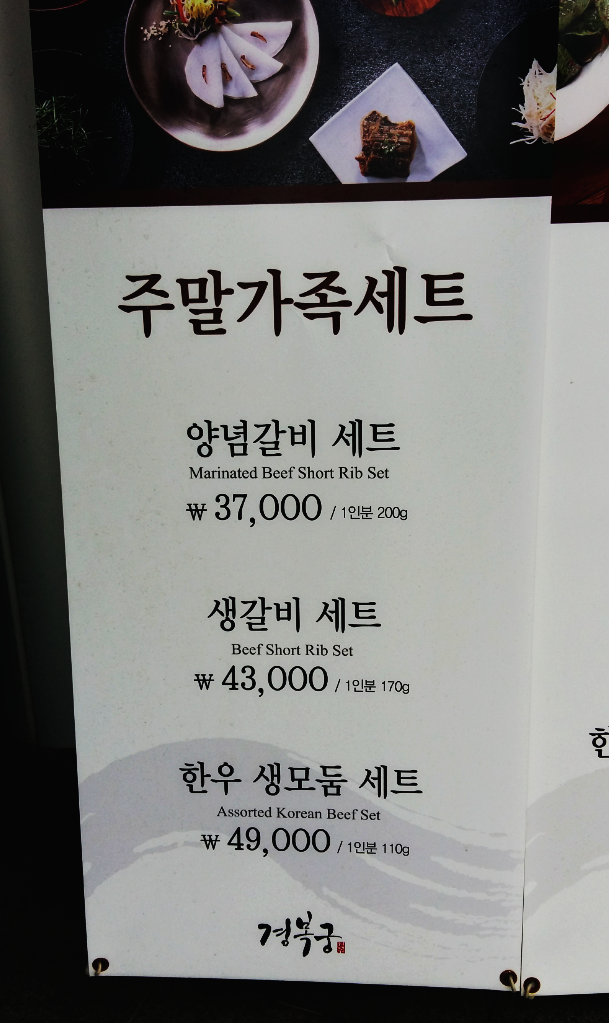 주말가족세트
양념갈비 세트
Marinated Beef Short Rib Set
₩ 37,000 / 1인분 200g
생갈비 세트
Beef Short Rib Set
₩ 43,000 / 1인분 170g
한우 생모둠 세트
Assorted Korean Beef Set
₩ 49,000 / 1인분 110g
경복궁